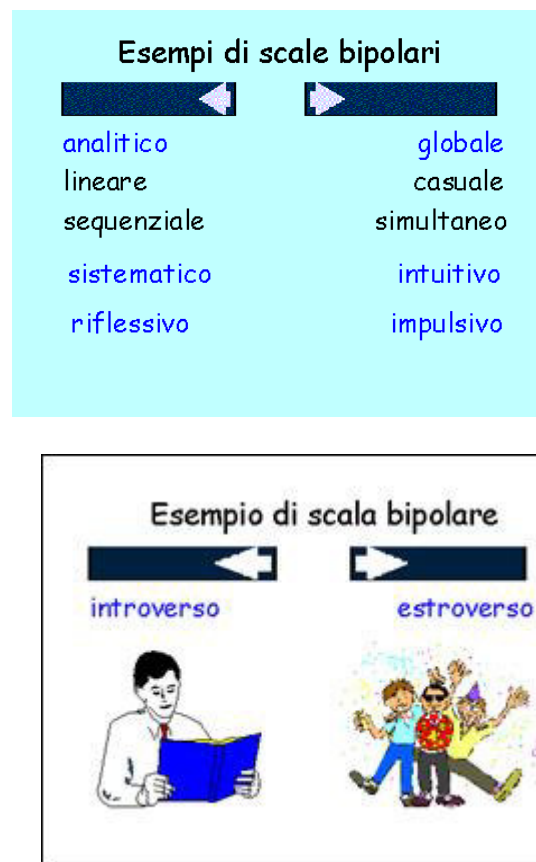 Esempi di scale bipolari
analitico globale
lineare casuale
sequenziale simultaneo
sistematico intuitivo
riflessivo impulsivo
Esempio di scala bipolare
introverso estroverso